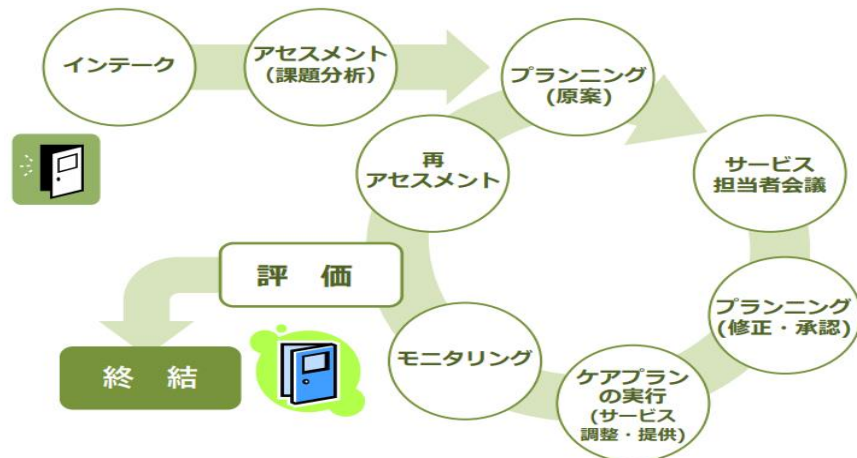 インテーク
アセスメント
(課題分析)
プランニング
(原案)
サービス
担当者会議
プランニング
(修正・承認)
ケアプラン
の実行
(サービス
調整・提供)
モニタリング
評　価
再
アセスメント
終　結